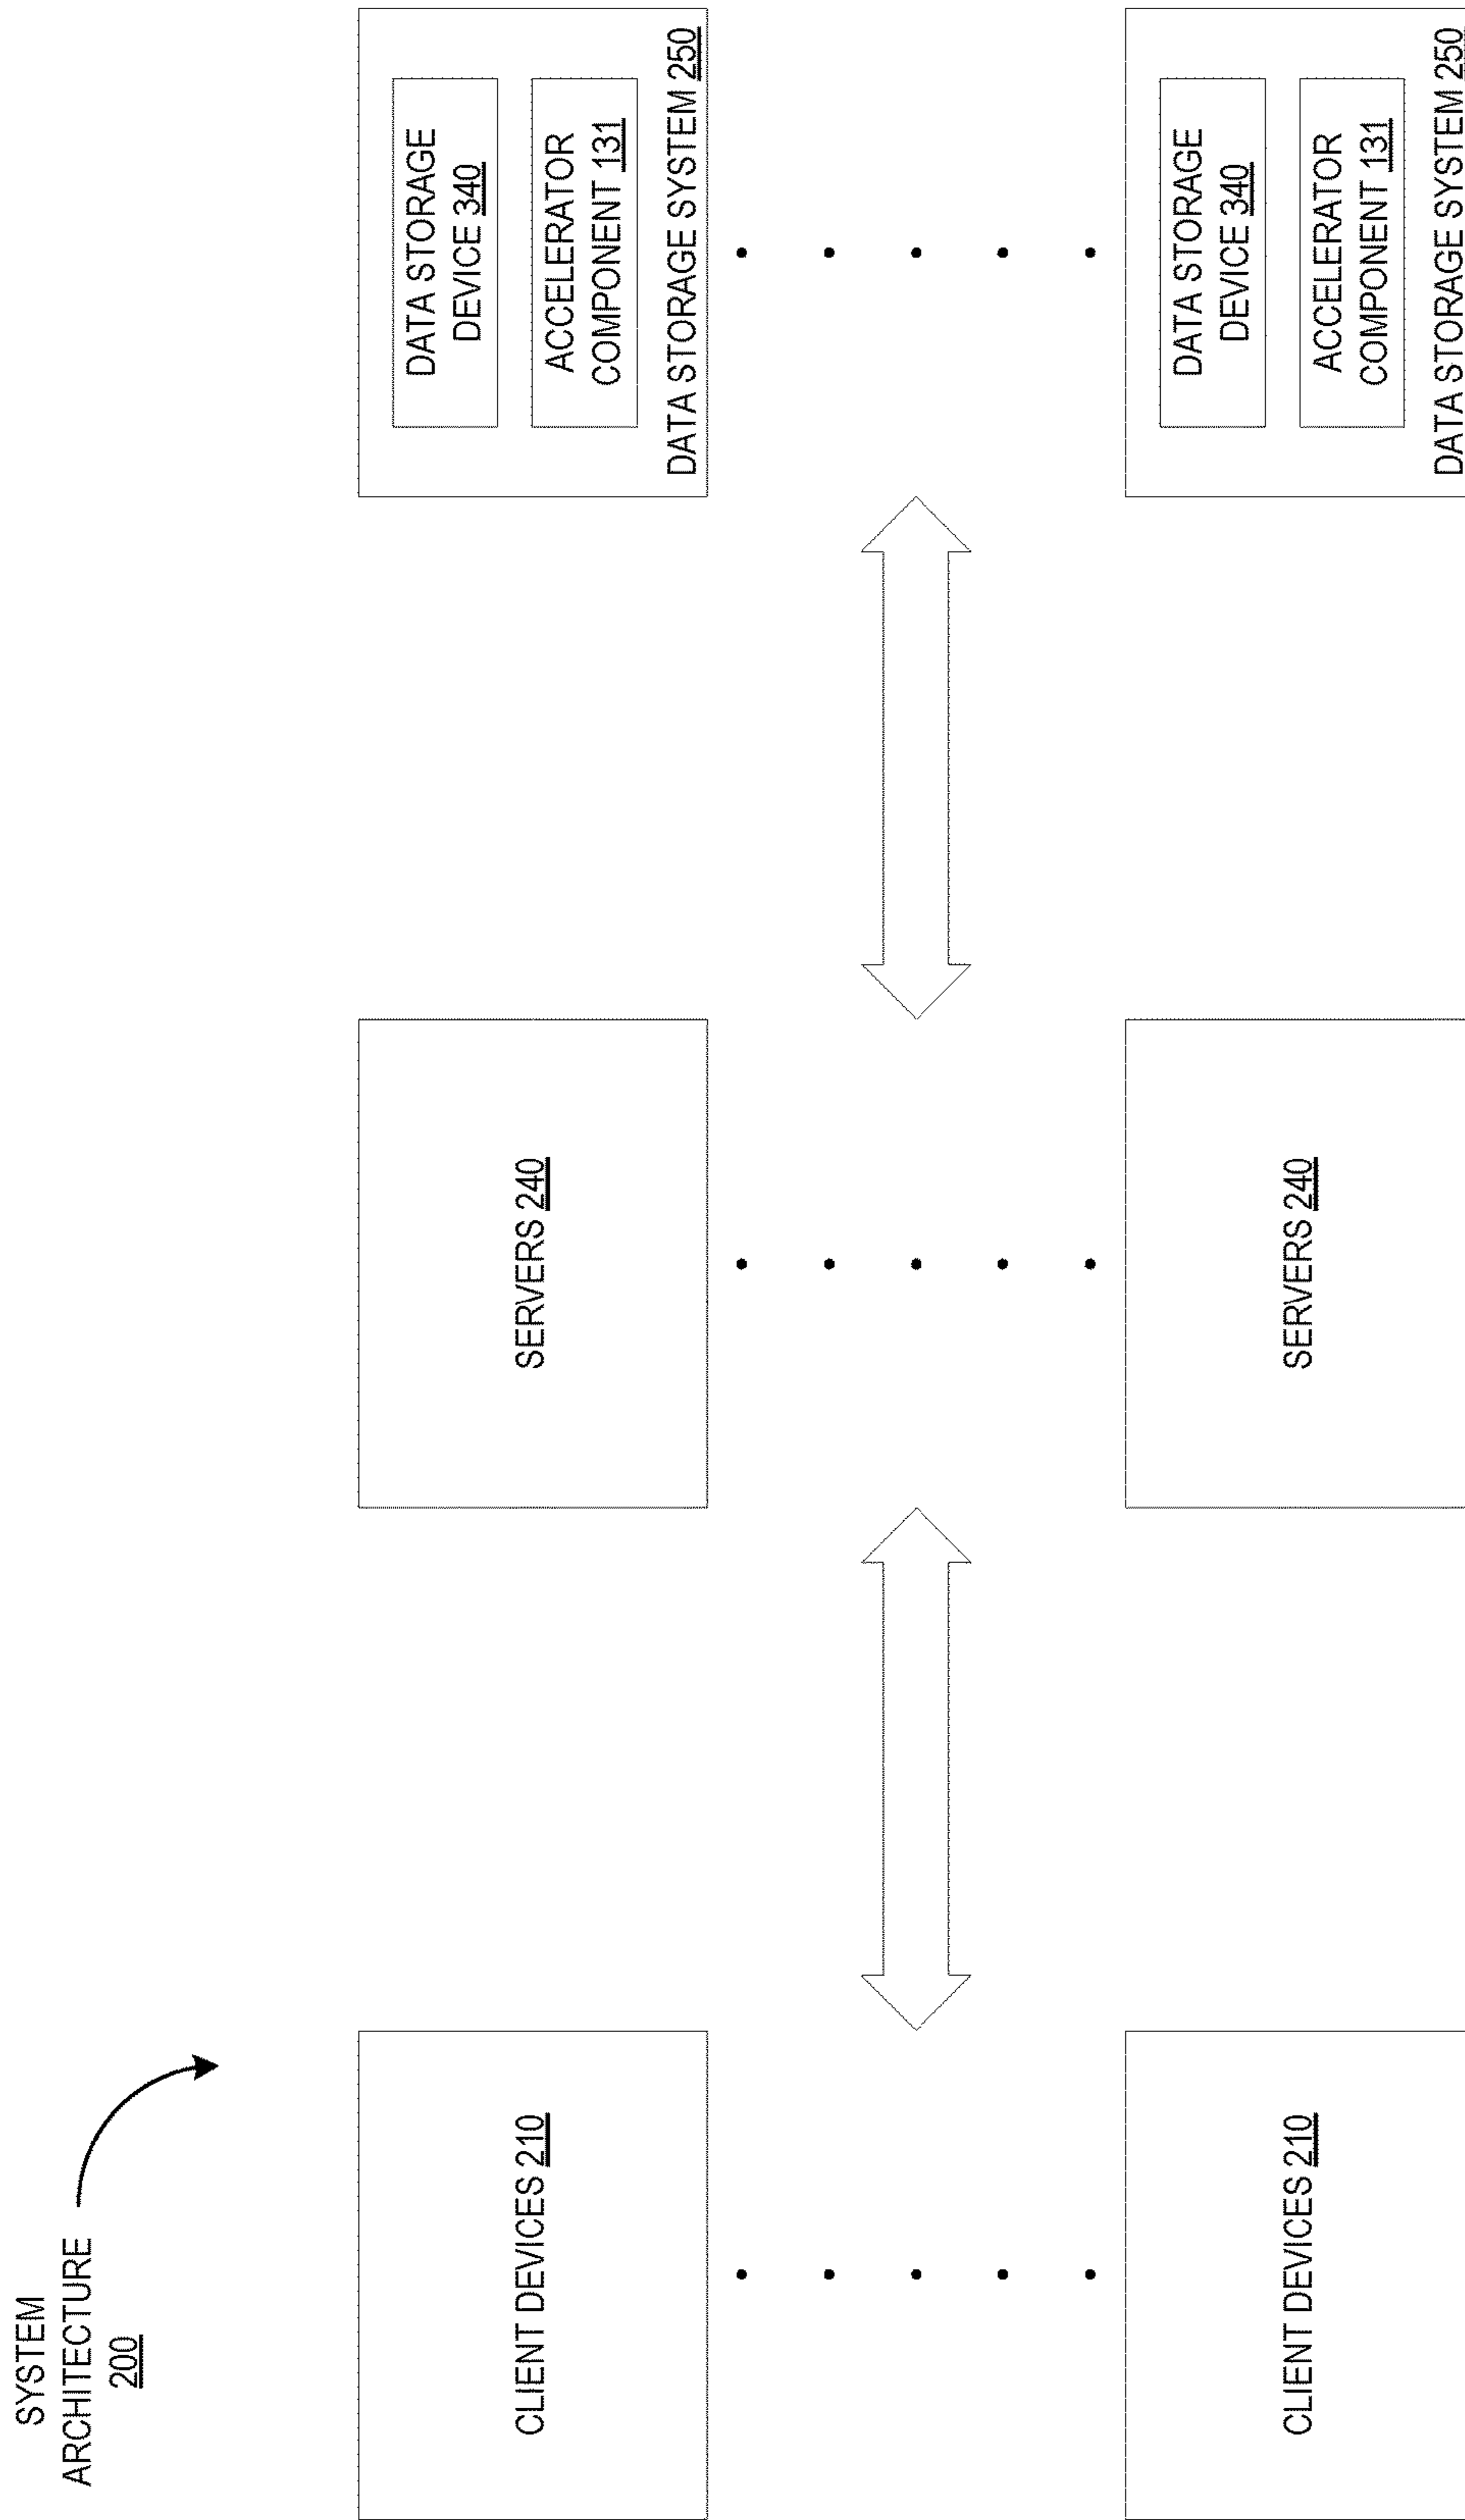 SYSTEM
ARCHITECTURE
200
CLIENT DEVICES 210
SERVERS 240
DATA STORAGE
DEVICE 340
ACCELERATOR
COMPONENT 131
DATA STORAGE SYSTEM 250
CLIENT DEVICES 210
SERVERS 240
DATA STORAGE
DEVICE 340
ACCELERATOR
COMPONENT 131
DATA STORAGE SYSTEM 250